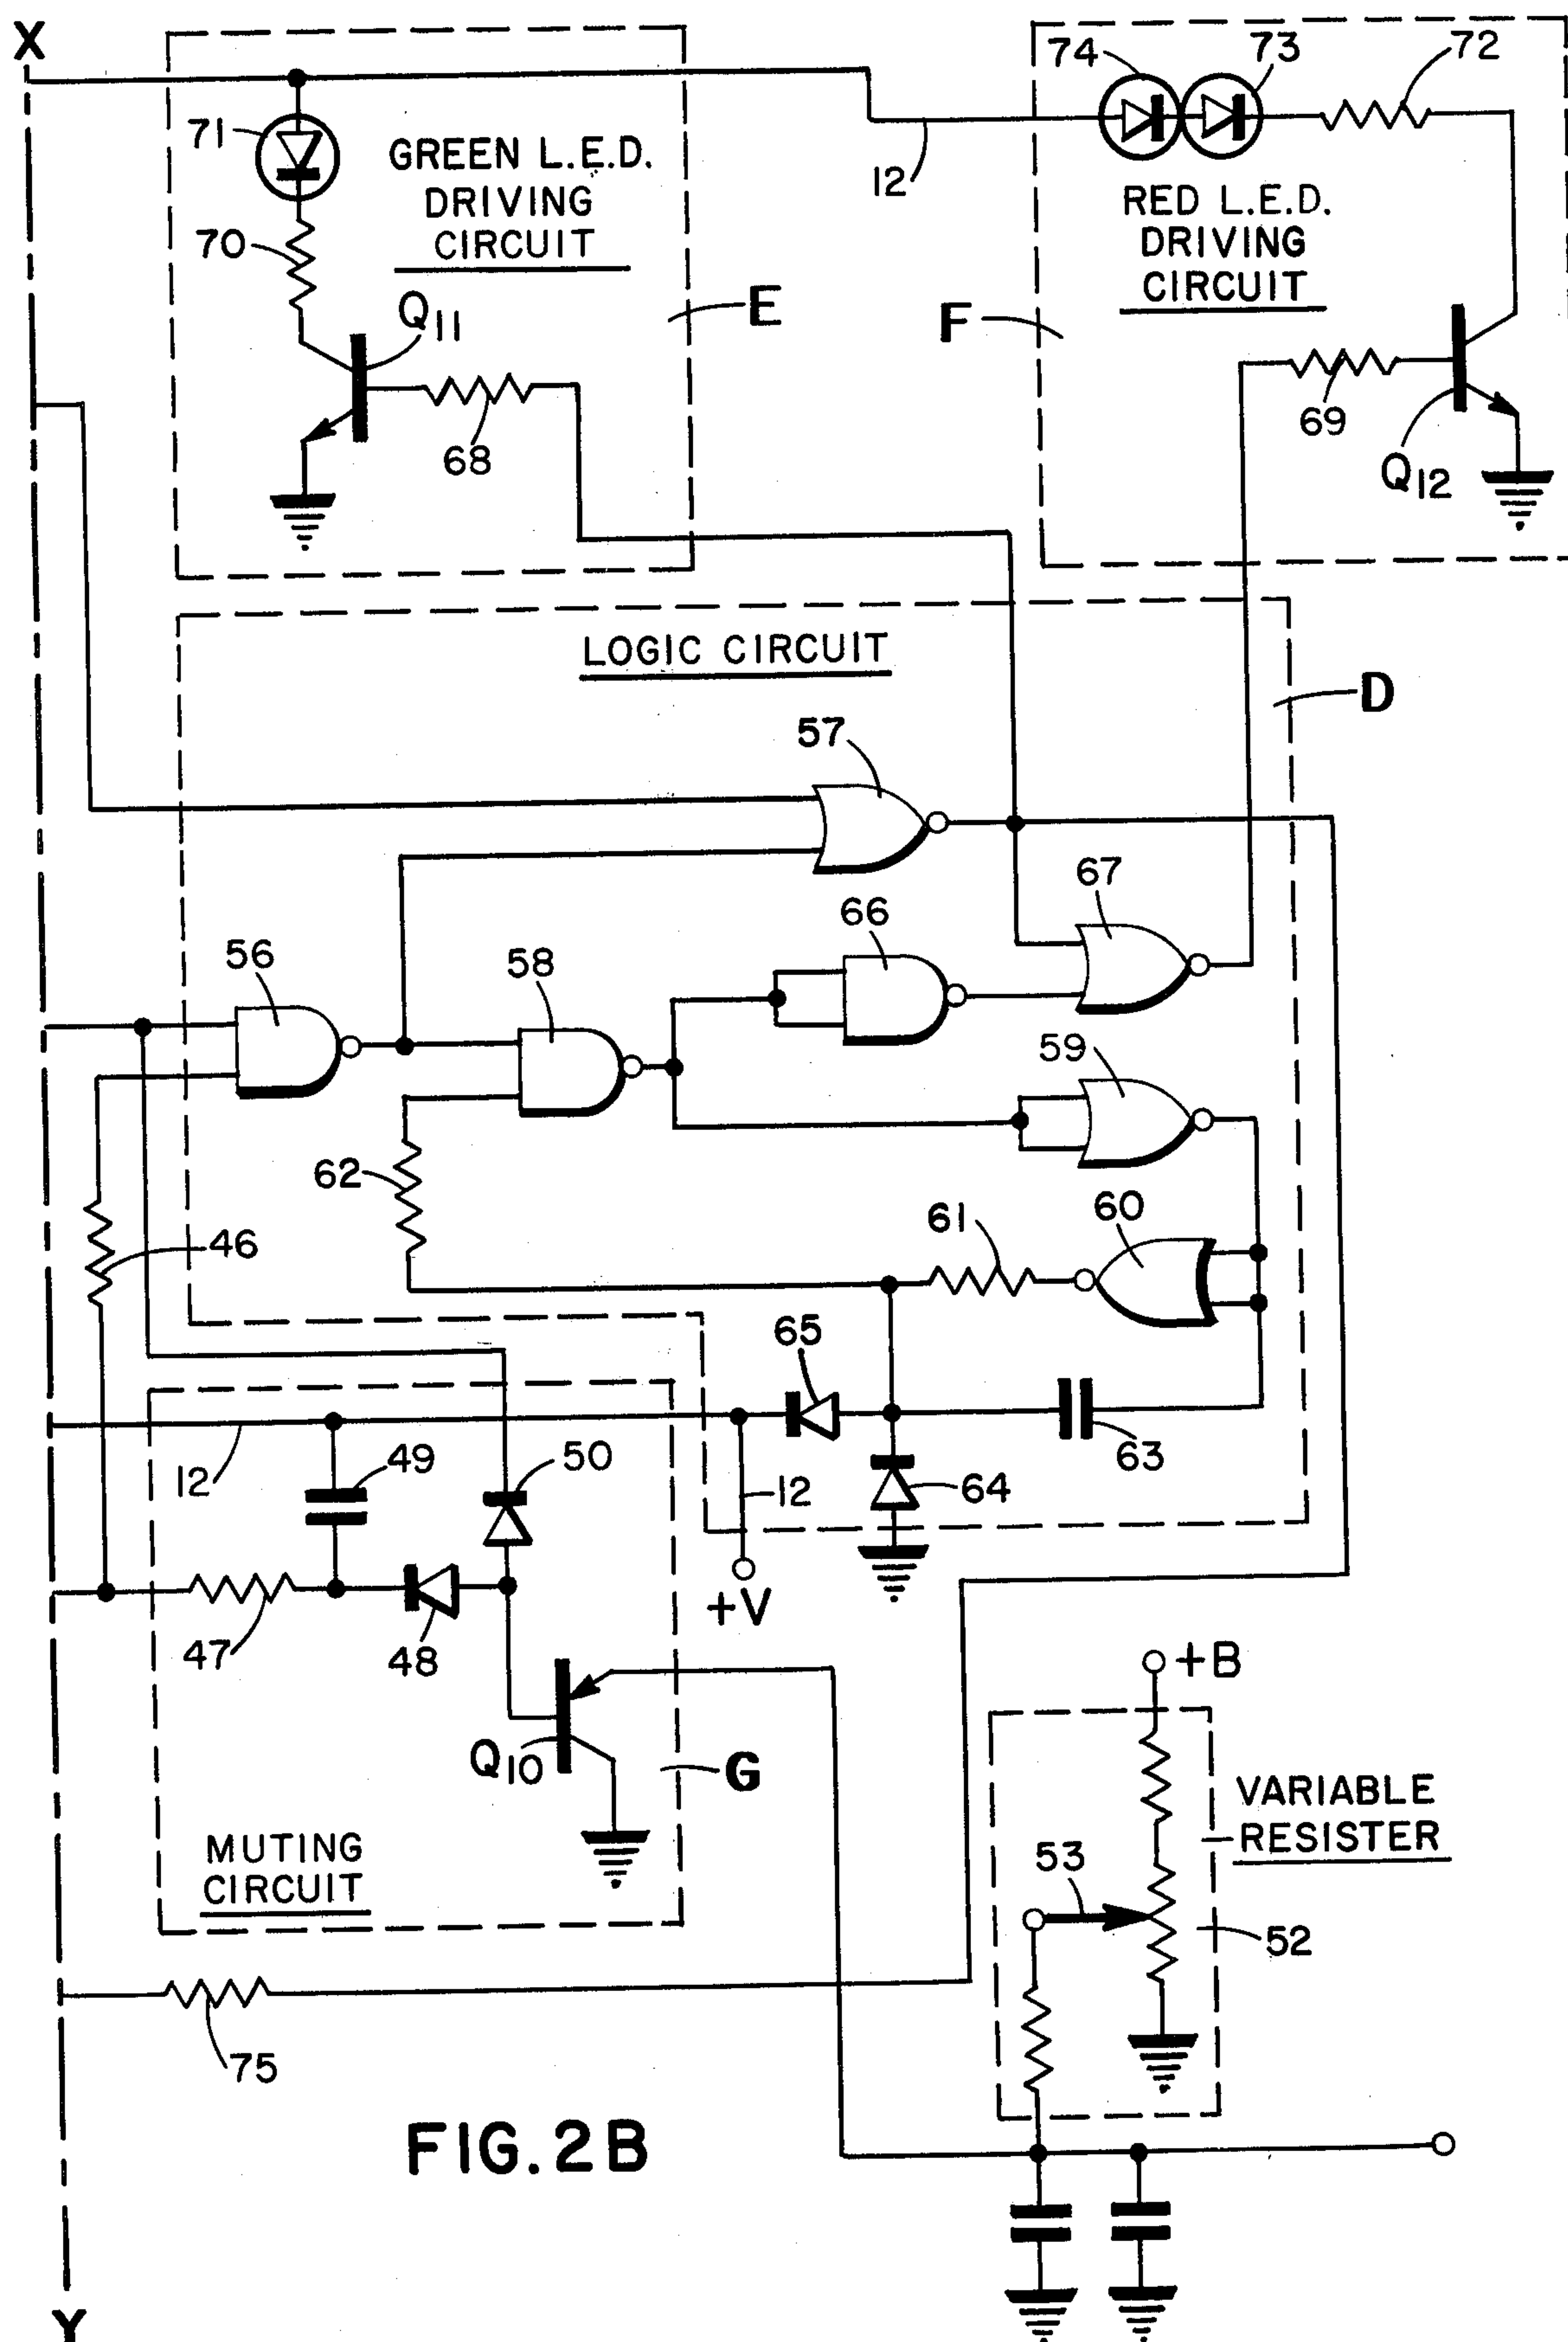 X
74
73
72
71
GREEN L.E.D.
DRIVING
CIRCUIT
12
RED L.E.D.
DRIVING
CIRCUIT
70
Q11
E
F
68
69
Q12
LOGIC CIRCUIT
D
57
67
66
56
58
59
62
61
60
46
65
12
49
50
12
64
63
+V
47
48
+B
Q10
G
VARIABLE
RESISTER
MUTING
CIRCUIT
53
52
75
FIG.2B
Y